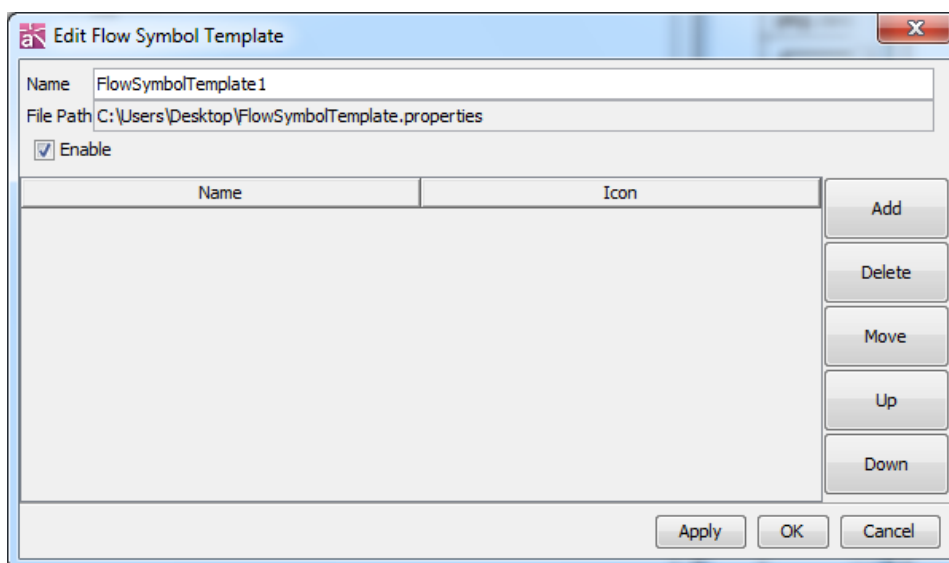 Edit Flow Symbol Template
Name FlowSymbolTemplate1
File Path C:\Users\Desktop\FlowSymbolTemplate.properties
Enable
Name Icon
Add
Delete
Move
Up
Down
Apply OK Cancel